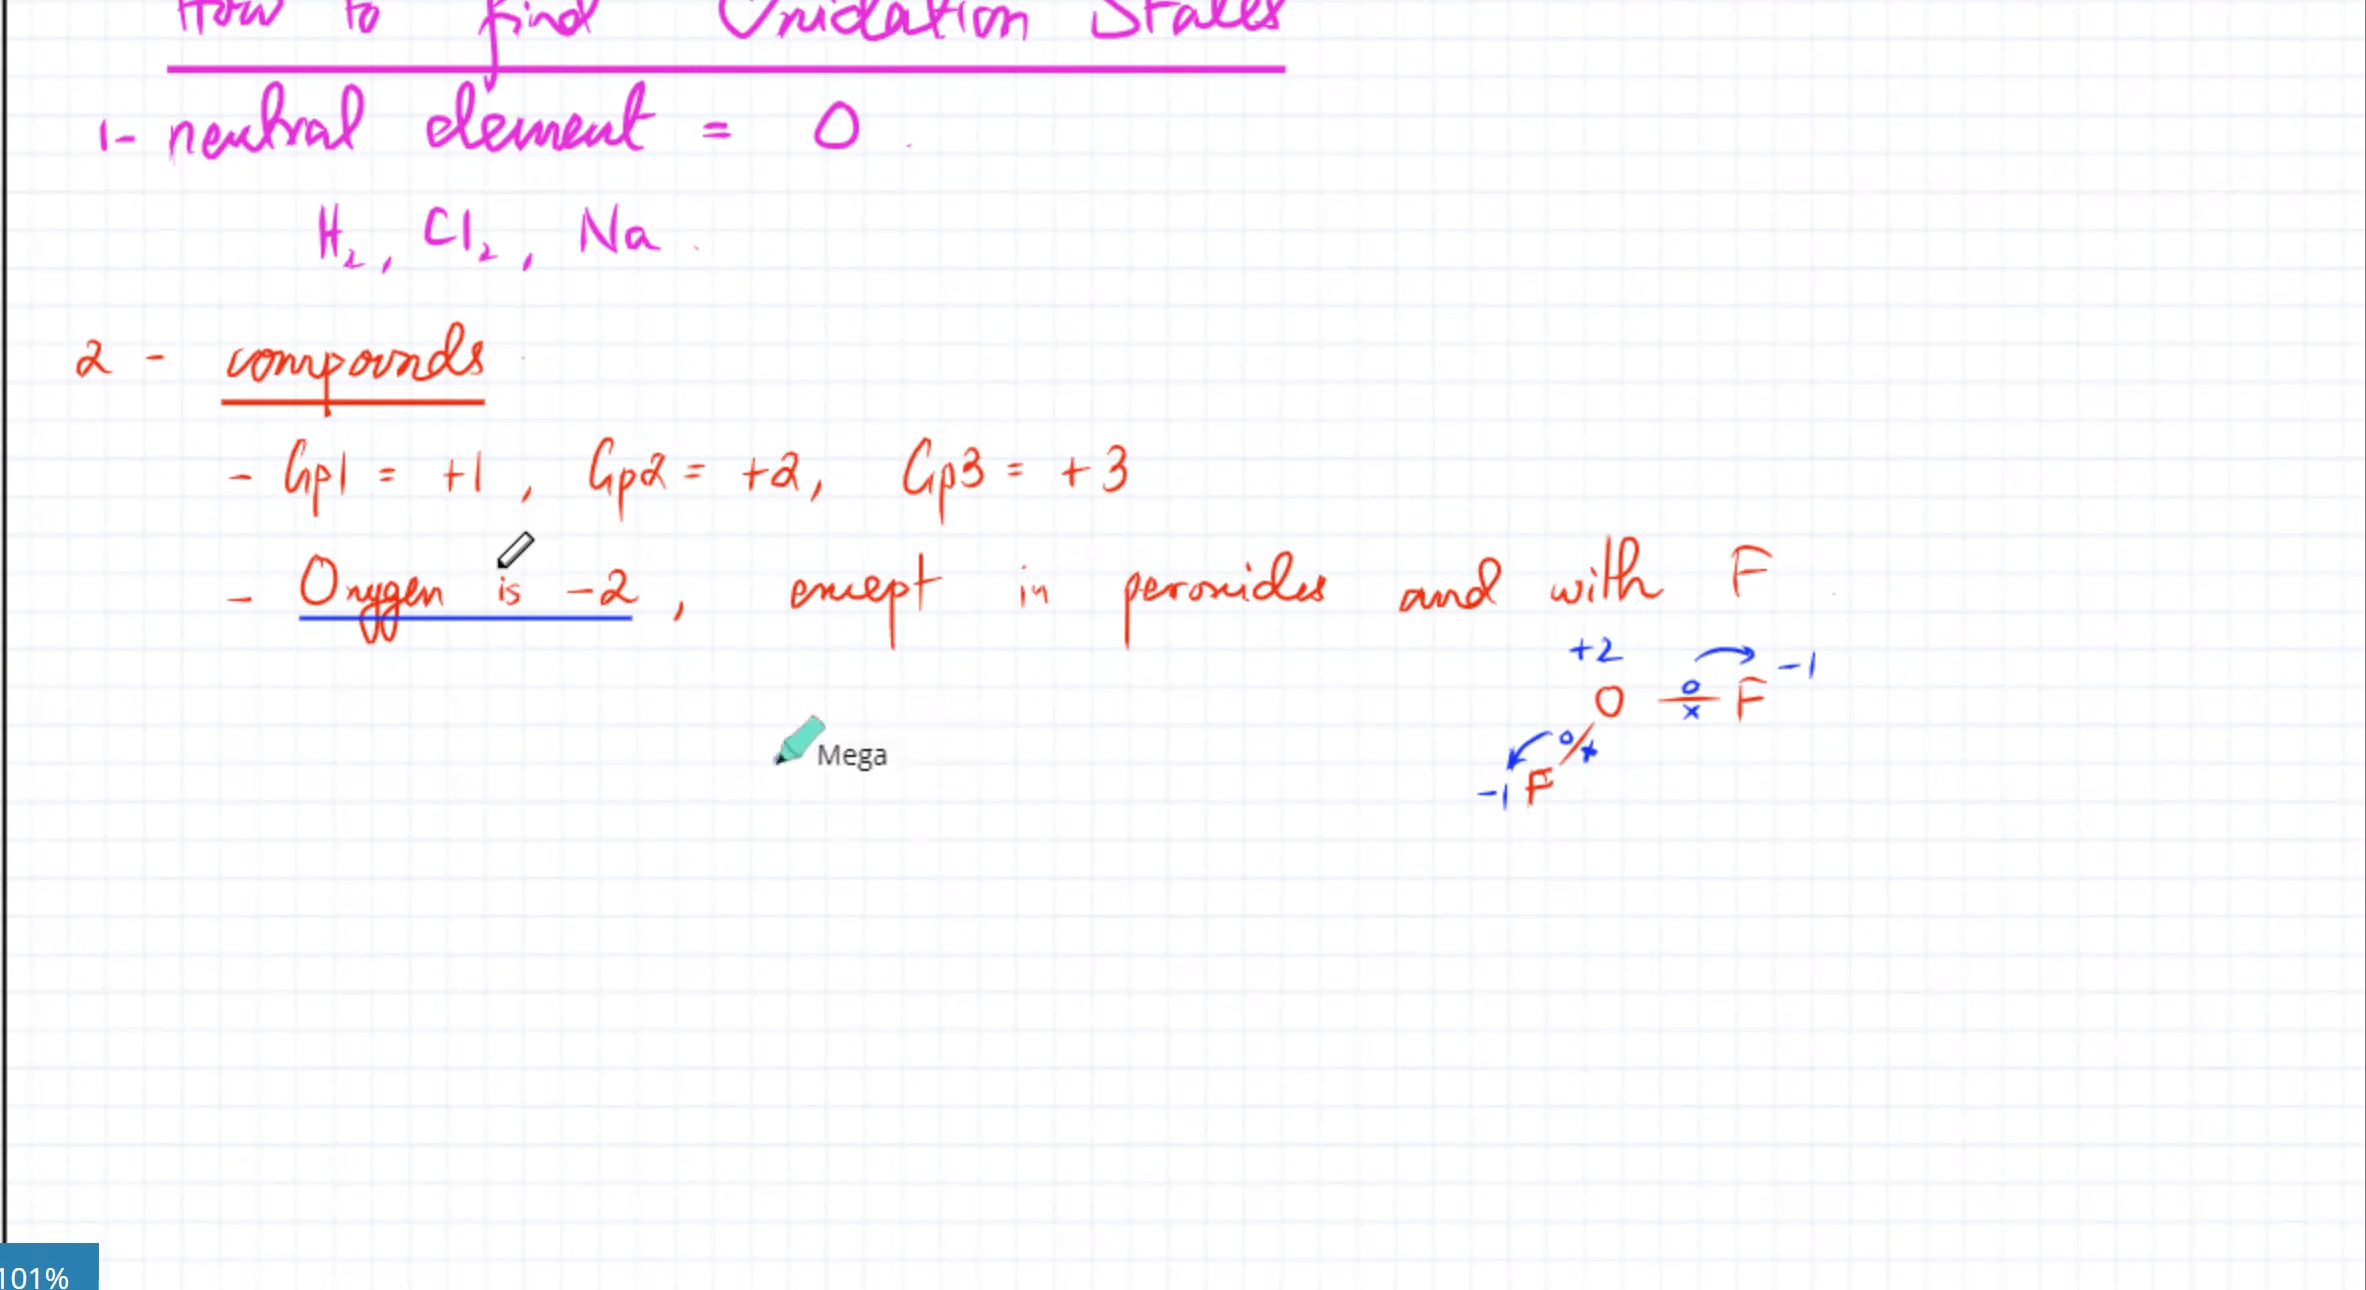 How to find Oxidation States
1- neutral element = 0
H₂, Cl₂, Na
2 - compounds
- Gp1 = +1, Gp2 = +2, Gp3 = +3
- Oxygen is -2, except in peroxides and with F
+2 -1
O F
-1 F
Mega
101%